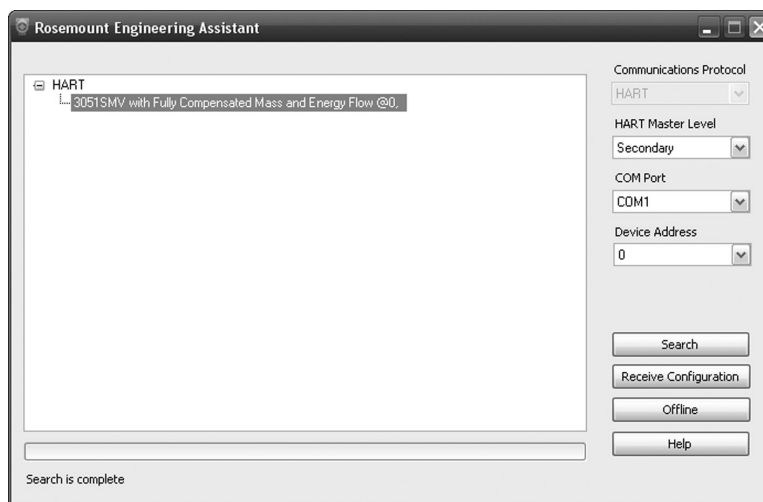 Rosemount Engineering Assistant
HART
3051SMV with Fully Compensated Mass and Energy Flow @0,
Communications Protocol
HART
HART Master Level
Secondary
COM Port
COM1
Device Address
0
Search
Receive Configuration
Offline
Help
Search is complete